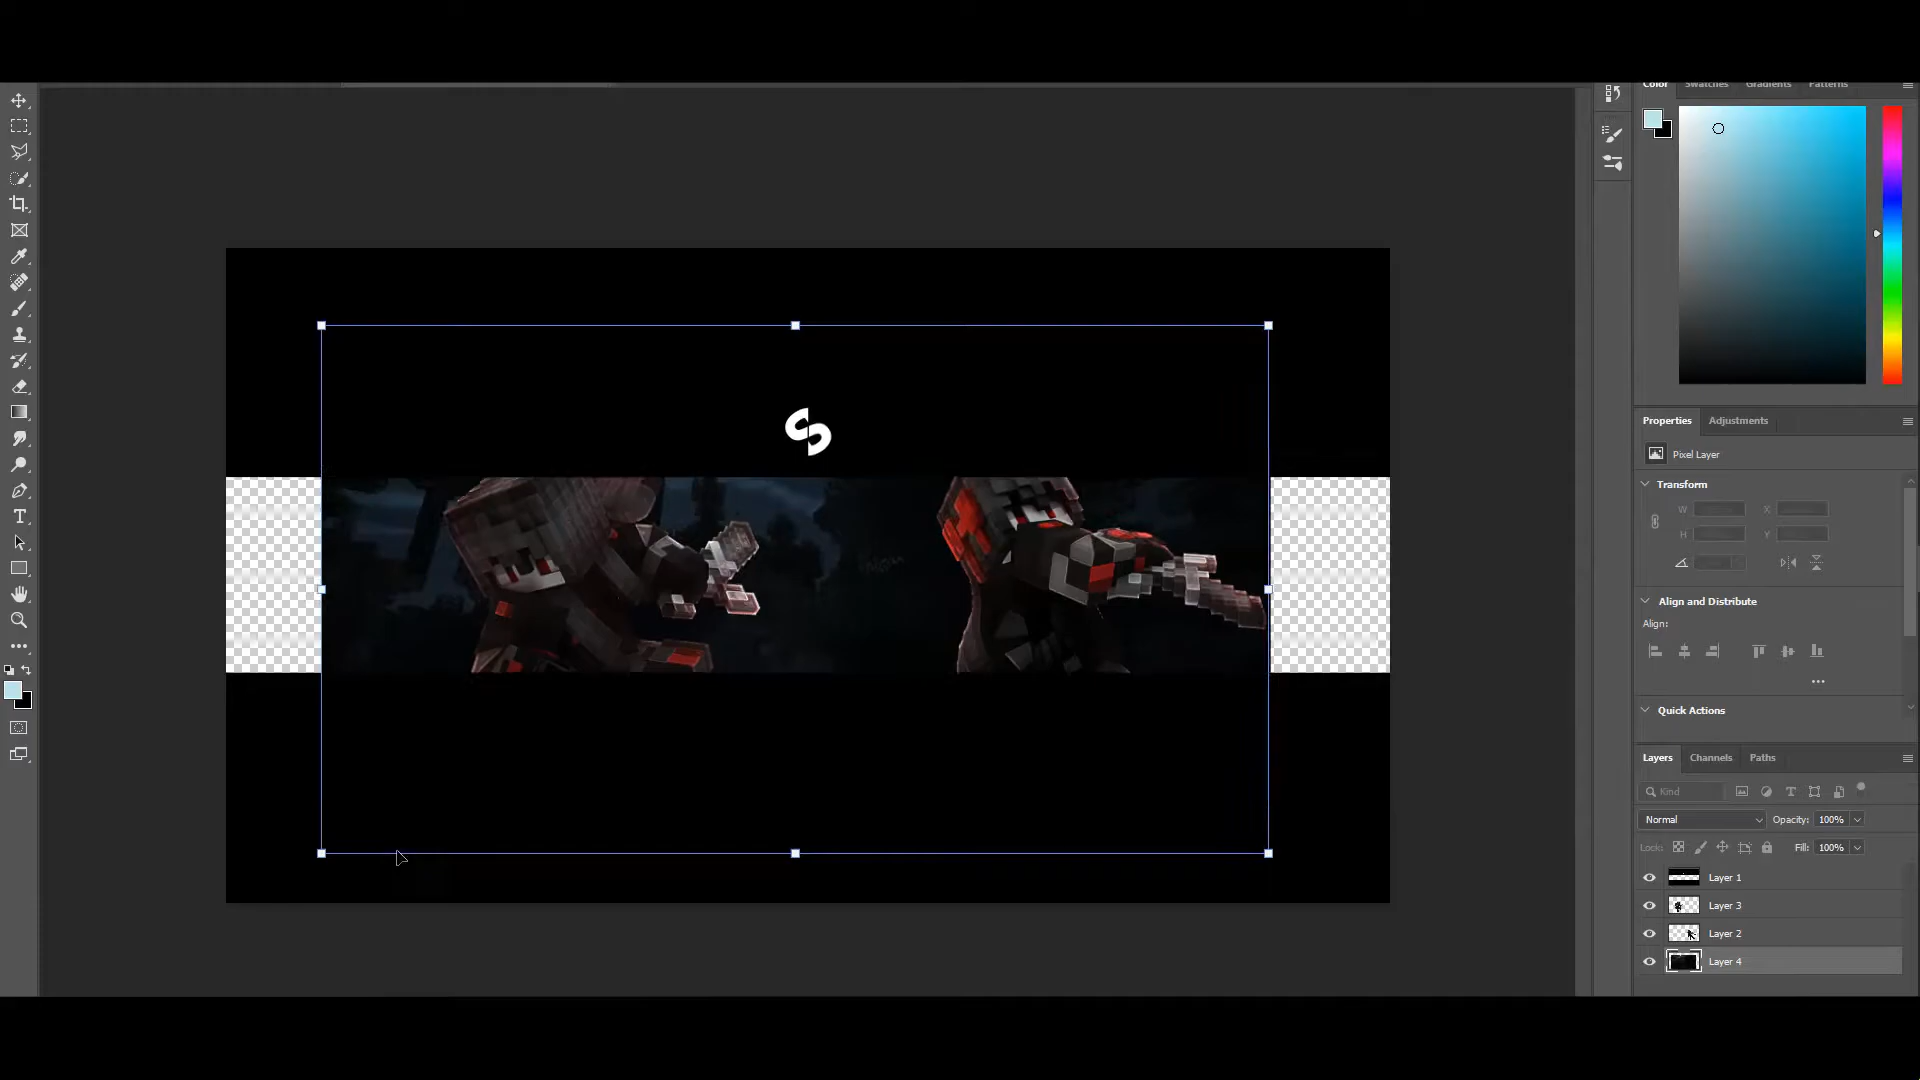 Color Swatches Gradients Patterns
S
Properties Adjustments
Pixel Layer
Transform
W X
H Y
Align and Distribute
Align:
Quick Actions
Layers Channels Paths
Kind
Normal Opacity: 100%
Lock: Fill: 100%
Layer 1
Layer 3
Layer 2
Layer 4